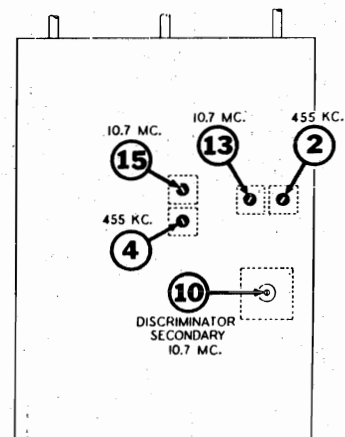 10.7 MC. 455 KC.
13 2
10.7 MC.
15
455 KC.
4
10
DISCRIMINATOR
SECONDARY
10.7 MC.